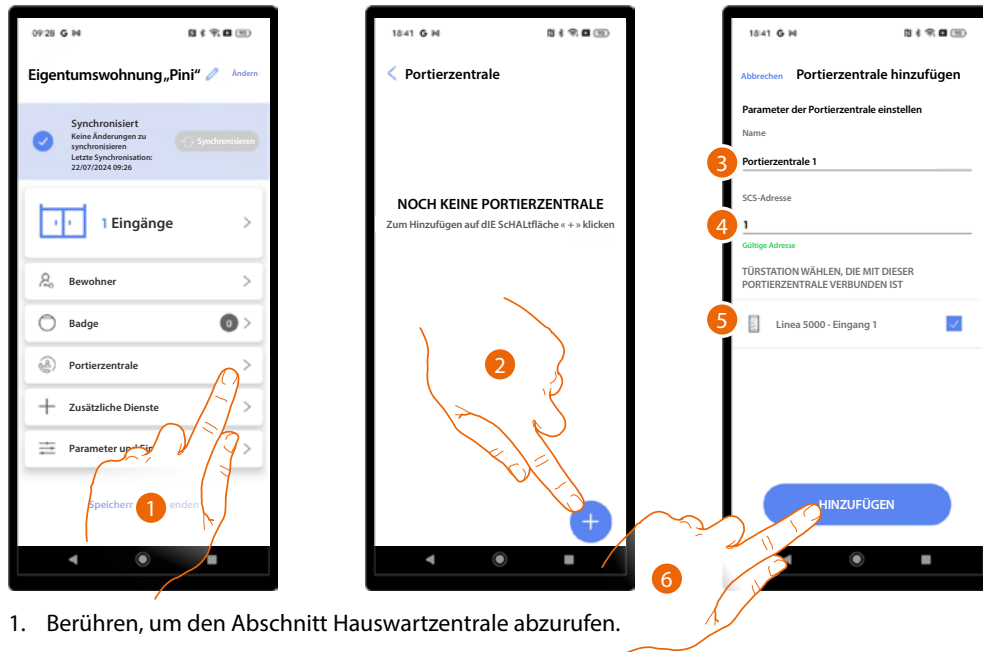 09:28 G
Eigentumswohnung „Pini“ Ändern
Synchronisiert
Keine Änderungen zu
synchronisieren
Letzte Synchronisation:
22/07/2024 09:26
Synchronisieren
1 Eingänge
Bewohner
Badge 0
Portierzentrale
Zusätzliche Dienste
Parameter und
Speichern enden
1
18:41 G
Portierzentrale
NOCH KEINE PORTIERZENTRALE
Zum Hinzufügen auf dIE ScHALtfläche « + » klicken
2
18:41 G
Abbrechen Portierzentrale hinzufügen
Parameter der Portierzentrale einstellen
Name
3 Portierzentrale 1
SCS-Adresse
4 1
Gültige Adresse
TÜRSTATION WÄHLEN, DIE MIT DIESER
PORTIERZENTRALE VERBUNDEN IST
5 Linea 5000 - Eingang 1
HINZUFÜGEN
6
1. Berühren, um den Abschnitt Hauswartzentrale abzurufen.